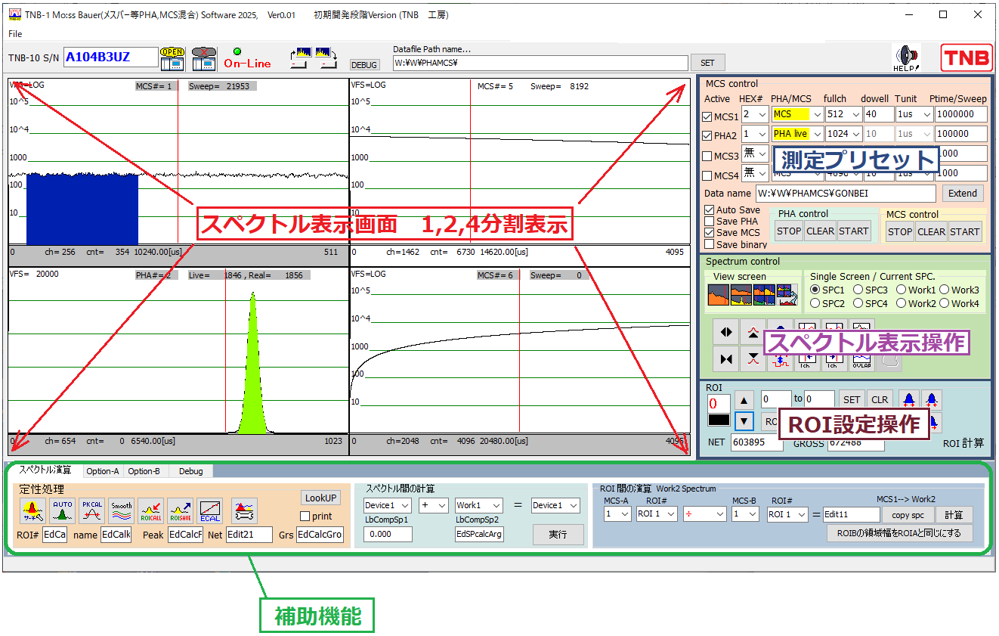 TNB-1 Mo:ss Bauer(メスバー等PHA,MCS混合) Software 2025, Ver0.01 初期開発段階Version (TNB 工房)
File
TNB-10 S/N A104B3UZ OPEN On-Line DEBUG
Datafile Path name...
W:¥W¥PHAMCS¥ SET HELP! TNB
VFS=LOG MCS#= 1 Sweep= 21953
10^5
10^4
1000
100
10
0 ch= 256 cnt= 354 10240.00[us] 511
VFS=LOG MCS#= 5 Sweep= 8192
10^5
10^4
1000
100
10
0 ch=1462 cnt= 6730 14620.00[us] 4095
VFS= 20000 PHA#= 2 Live= 1846 , Real= 1856
0 ch= 654 cnt= 0 6540.00[us] 1023
VFS=LOG MCS#= 6 Sweep= 0
10^5
10^4
1000
100
10
0 ch=2048 cnt= 4096 20480.00[us] 4096
スペクトル表示画面 1,2,4分割表示
MCS control
Active HEX# PHA/MCS fullch dowell Tunit Ptime/Sweep
MCS1 2 MCS 512 40 1us 1000000
PHA2 1 PHA live 1024 10 1us 100000
MCS3 無 1000
測定プリセット
MCS4 無 MCS 4096 10 1us 1000
Data name W:¥W¥PHAMCS¥GONBEI Extend
Auto Save
Save PHA
Save MCS
Save binary
PHA control
STOP CLEAR START
MCS control
STOP CLEAR START
Spectrum control
View screen
Single Screen / Current SPC.
SPC1 SPC3 Work1 Work3
SPC2 SPC4 Work2 Work4
スペクトル表示操作
1ch 1ch OVLAP
ROI
0 0 to 0 SET CLR
ROI設定操作
NET 603895 GROSS 672488 ROI 計算
スペクトル演算 Option-A Option-B Debug
定性処理
サーチ AUTO PKCAL Smooth ROICALL ROISAVE ECAL
LookUP
print
ROI# EdCa name EdCalk Peak EdCalcF Net Edit21 Grs EdCalcGro
スペクトル間の計算
Device1 + Work1 = Device1
LbCompSp1 LbCompSp2
0.000 EdSPcalcArg 実行
ROI 間の演算 Work2 Spectrum
MCS-A ROI# MCS-B ROI# MCS1--> Work2
1 ROI 1 ÷ 1 ROI 1 = Edit11 copy spc 計算
ROIBの領域幅をROIAと同じにする
補助機能